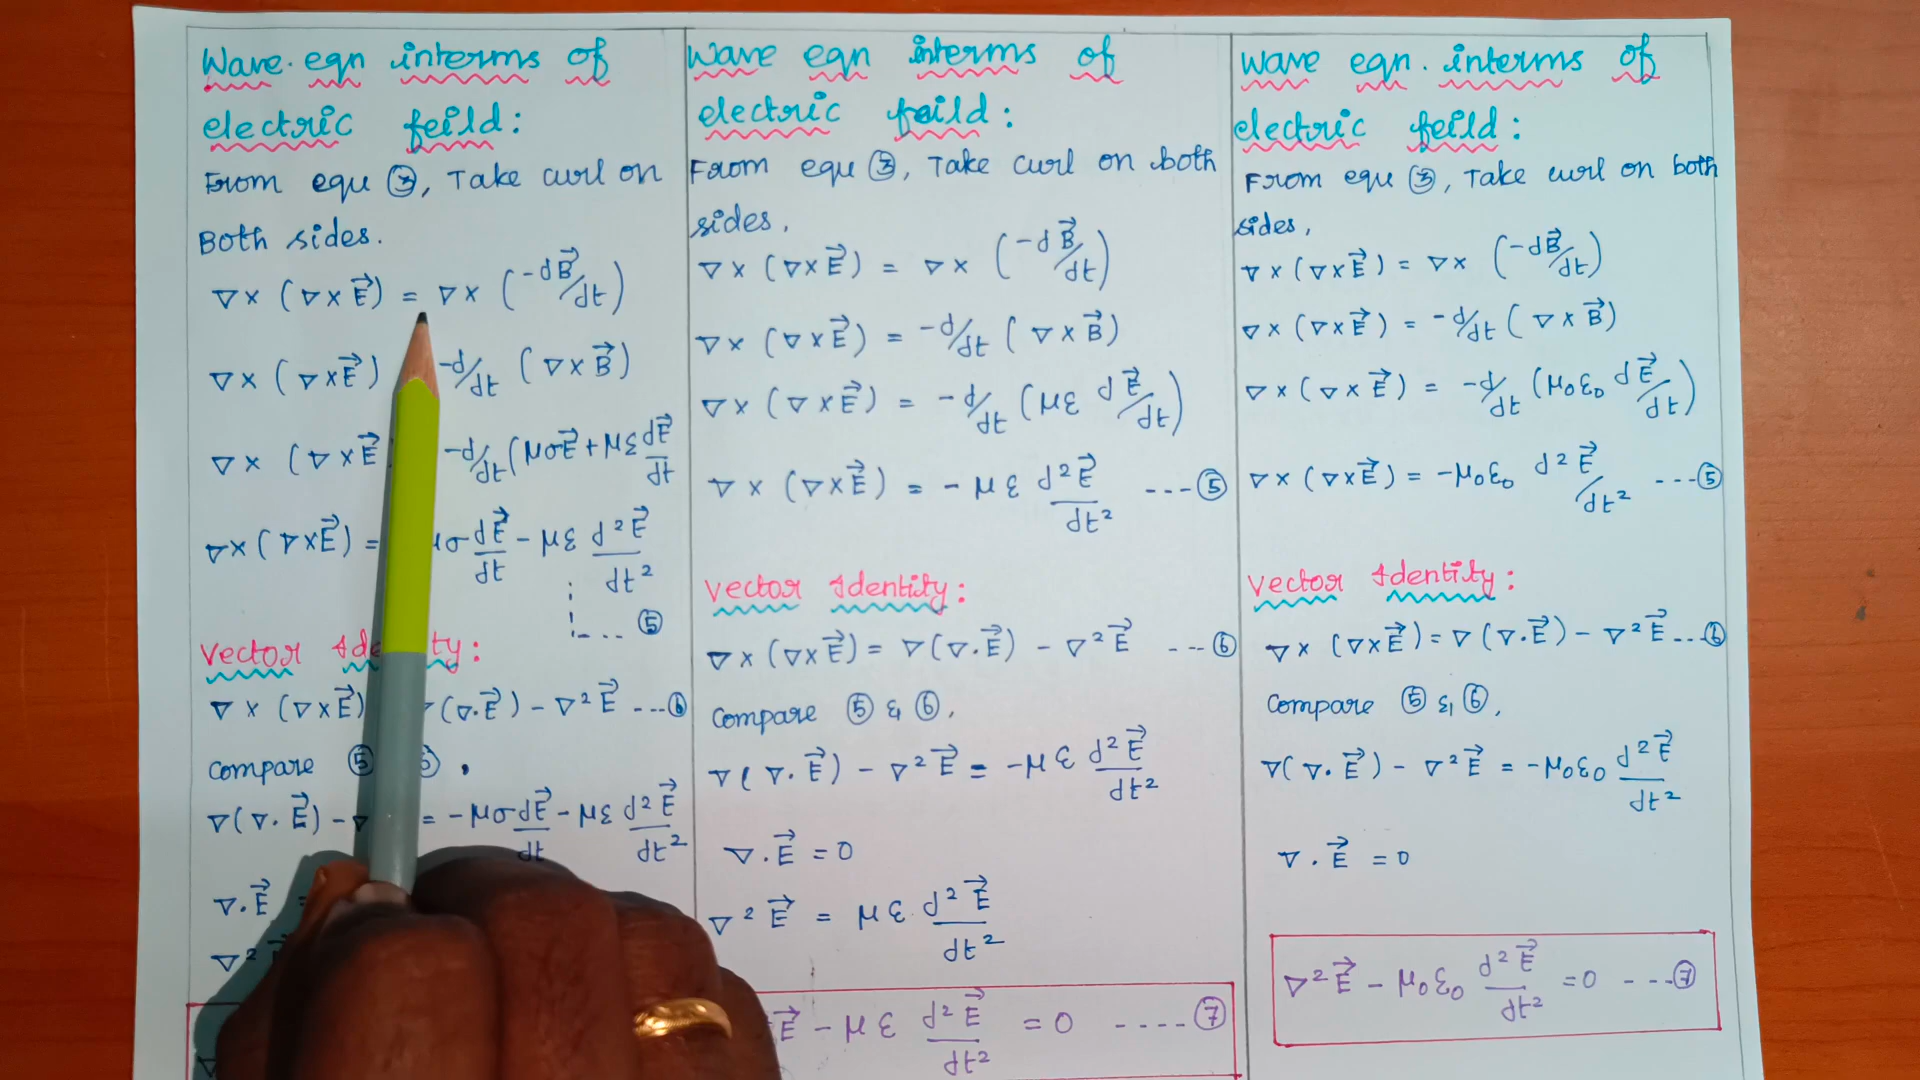 Wave eqn interms of
electric feild:
From equ ③, Take curl on
Both sides.
∇ × (∇ × E⃗) = ∇ × (-dB⃗/dt)
∇ × (∇ × E⃗) -d/dt (∇ × B⃗)
∇ × (∇ × E⃗ -d/dt (μσE⃗ + με dE⃗/dt
∇ × (∇ × E⃗) = μσ dE⃗/dt - με d²E⃗/dt²
---- ⑤
Vector Identity:
∇ × (∇ × E⃗) (∇.E⃗) - ∇²E⃗ ---⑥
Compare ⑤ ⑥.
∇(∇.E⃗) - ∇ = -μσ dE⃗/dt - με d²E⃗/dt²
∇.E⃗ =
∇²
Wave eqn interms of
electric feild:
From equ ③, Take curl on both
sides,
∇ × (∇ × E⃗) = ∇ × (-dB⃗/dt)
∇ × (∇ × E⃗) = -d/dt (∇ × B⃗)
∇ × (∇ × E⃗) = -d/dt (με dE⃗/dt)
∇ × (∇ × E⃗) = - με d²E⃗/dt² ---⑤
Vector Identity:
∇ × (∇ × E⃗) = ∇(∇.E⃗) - ∇²E⃗ ---⑥
Compare ⑤ & ⑥,
∇(∇.E⃗) - ∇²E⃗ = -με d²E⃗/dt²
∇.E⃗ = 0
∇²E⃗ = με d²E⃗/dt²
E⃗ - με d²E⃗/dt² = 0 ----⑦
Wave eqn. interms of
electric feild:
From equ ③, Take curl on both
sides,
∇ × (∇ × E⃗) = ∇ × (-dB⃗/dt)
∇ × (∇ × E⃗) = -d/dt (∇ × B⃗)
∇ × (∇ × E⃗) = -d/dt (μ₀ε₀ dE⃗/dt)
∇ × (∇ × E⃗) = -μ₀ε₀ d²E⃗/dt² ---⑤
Vector Identity:
∇ × (∇ × E⃗) = ∇(∇.E⃗) - ∇²E⃗ ---⑥
Compare ⑤ & ⑥,
∇(∇.E⃗) - ∇²E⃗ = -μ₀ε₀ d²E⃗/dt²
∇.E⃗ = 0
∇²E⃗ - μ₀ε₀ d²E⃗/dt² = 0 ---⑦